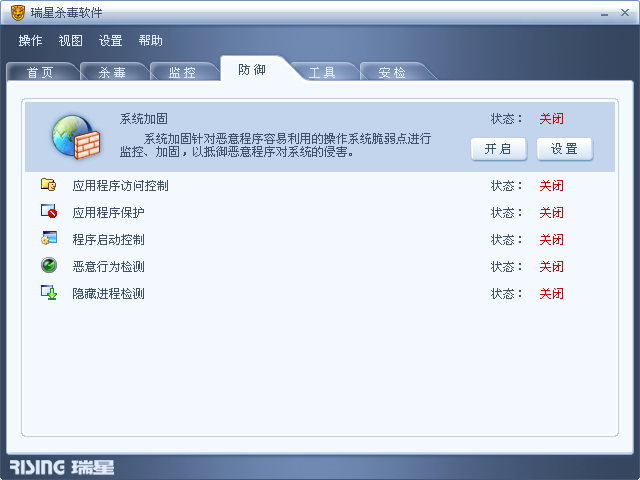 瑞星杀毒软件
操作 视图 设置 帮助
首页 杀毒 监控 防御 工具 安检
系统加固 状态： 关闭
系统加固针对恶意程序容易利用的操作系统脆弱点进行
监控、加固，以抵御恶意程序对系统的侵害。
开启 设置
应用程序访问控制 状态： 关闭
应用程序保护 状态： 关闭
程序启动控制 状态： 关闭
恶意行为检测 状态： 关闭
隐藏进程检测 状态： 关闭
RISING 瑞星